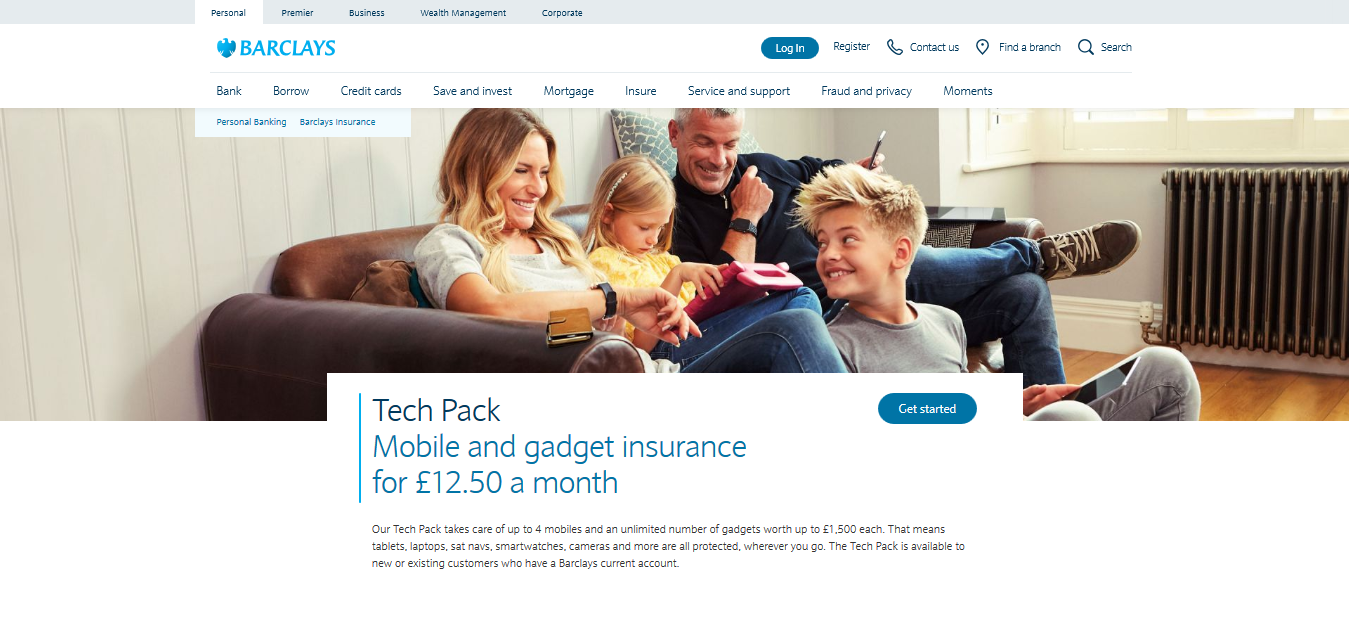 Personal Premier Business Wealth Management Corporate
BARCLAYS
Log In Register Contact us Find a branch Search
Bank Borrow Credit cards Save and invest Mortgage Insure Service and support Fraud and privacy Moments
Personal Banking Barclays Insurance
Tech Pack
Get started
Mobile and gadget insurance
for £12.50 a month
Our Tech Pack takes care of up to 4 mobiles and an unlimited number of gadgets worth up to £1,500 each. That means
tablets, laptops, sat navs, smartwatches, cameras and more are all protected, wherever you go. The Tech Pack is available to
new or existing customers who have a Barclays current account.